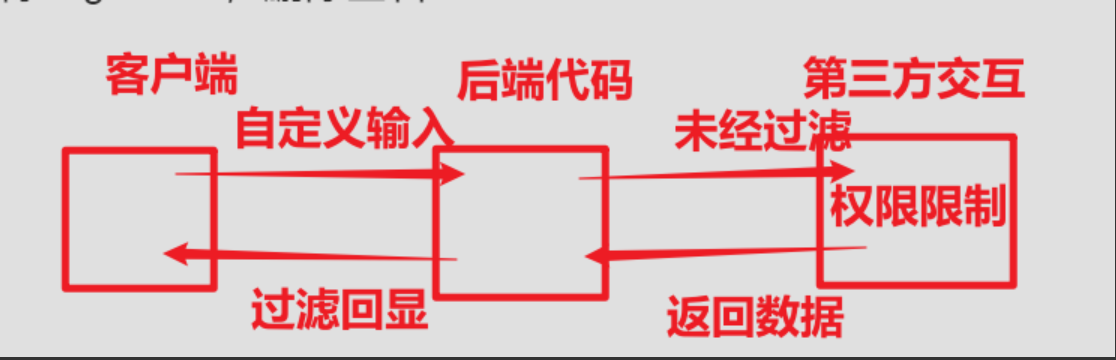 客户端
后端代码
第三方交互
自定义输入
未经过滤
权限限制
过滤回显
返回数据